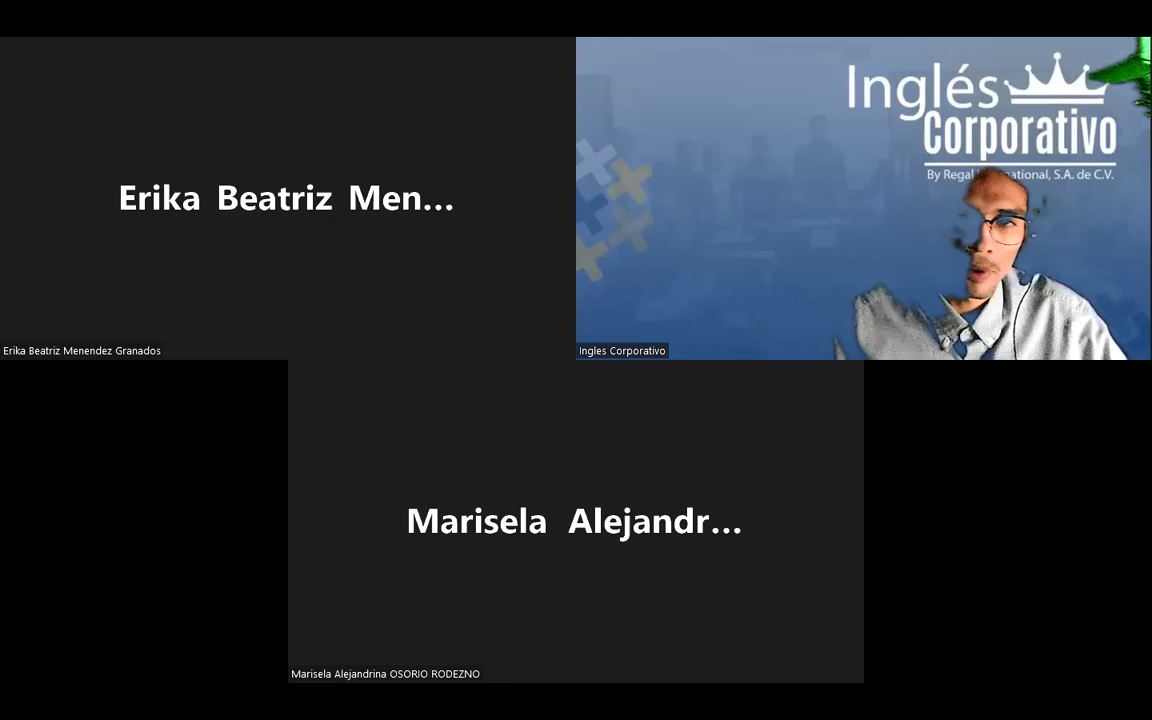 Erika Beatriz Men...
Erika Beatriz Menendez Granados
Inglés
Corporativo
By Regal national, S.A. de C.V.
Ingles Corporativo
Marisela Alejandr...
Marisela Alejandrina OSORIO RODEZNO